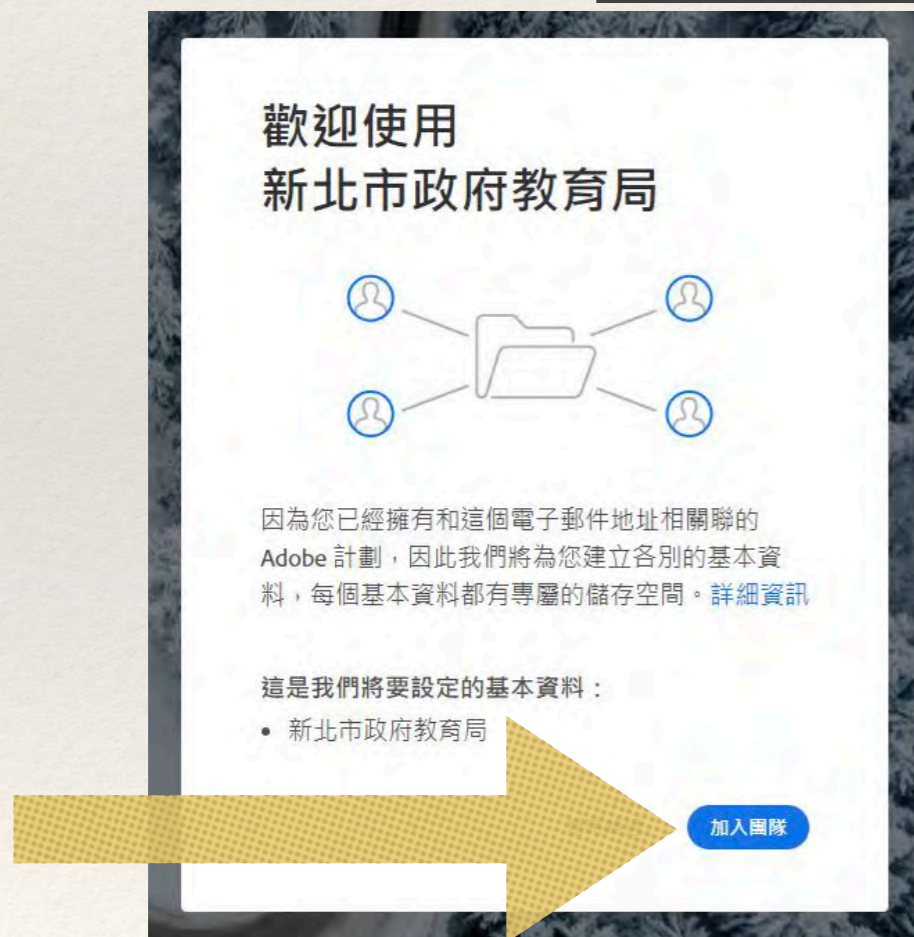 歡迎使用
新北市政府教育局
因為您已經擁有和這個電子郵件地址相關聯的
Adobe 計劃，因此我們將為您建立各別的基本資
料，每個基本資料都有專屬的儲存空間。詳細資訊
這是我們將要設定的基本資料：
• 新北市政府教育局
加入團隊